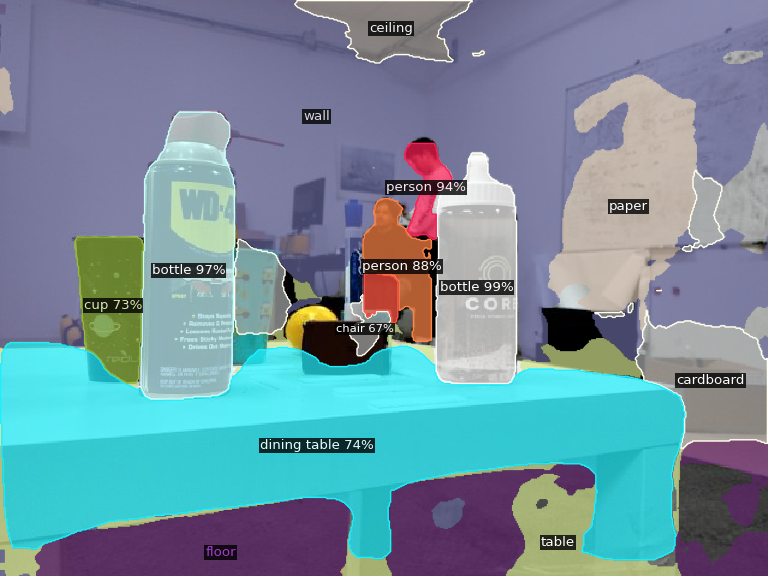 ceiling
wall
person 94%
paper
WD-4
person 88%
bottle 97%
bottle 99%
cup 73%
CORE
chair 67%
cardboard
dining table 74%
table
floor